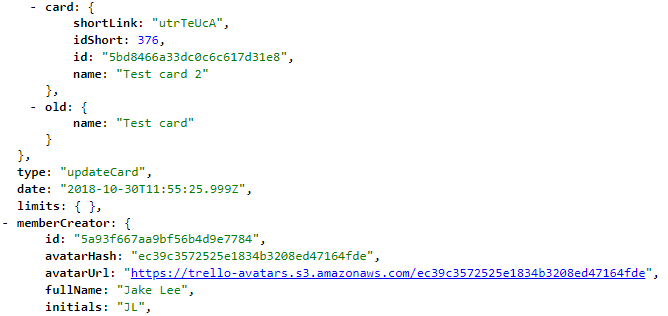 - card: {
shortLink: "utrTeUcA",
idShort: 376,
id: "5bd8466a33dc0c6c617d31e8",
name: "Test card 2"
},
- old: {
name: "Test card"
}
},
type: "updateCard",
date: "2018-10-30T11:55:25.999Z",
limits: { },
- memberCreator: {
id: "5a93f667aa9bf56b4d9e7784",
avatarHash: "ec39c3572525e1834b3208ed47164fde",
avatarUrl: "https://trello-avatars.s3.amazonaws.com/ec39c3572525e1834b3208ed47164fde",
fullName: "Jake Lee",
initials: "JL",